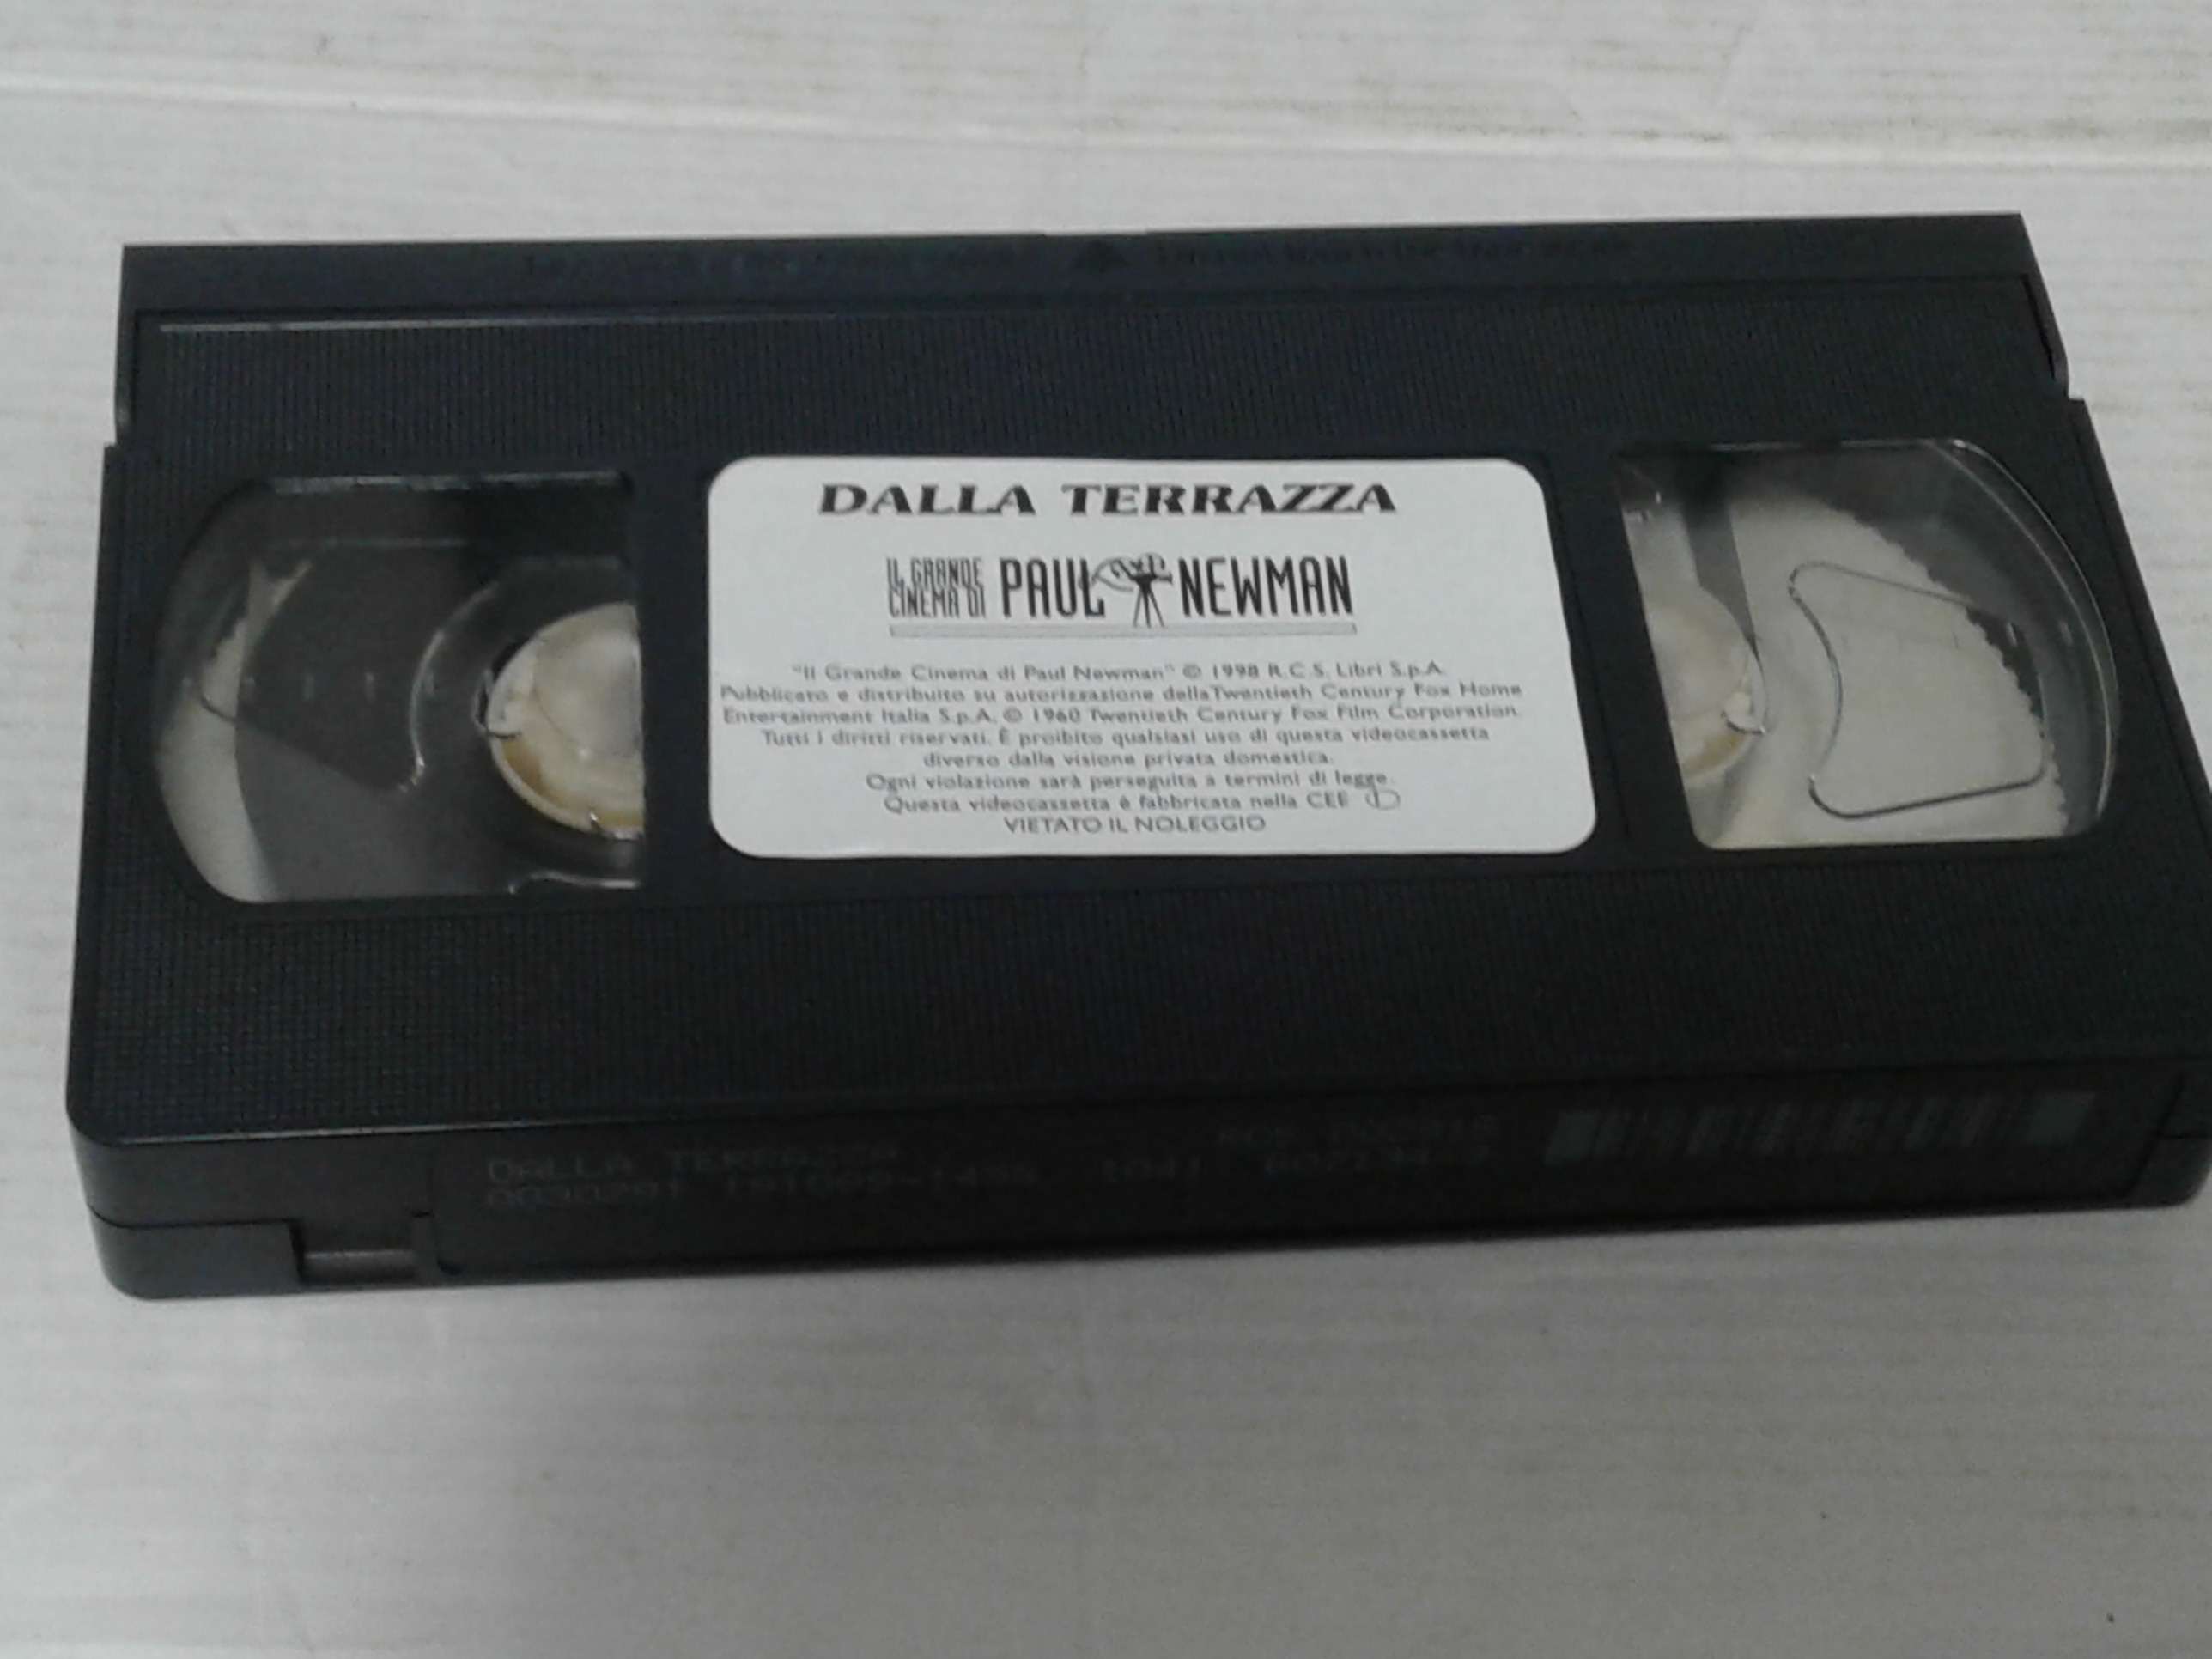 DALLA TERRAZZA
IL GRANDE
CINEMA DI
PAUL NEWMAN
"Il Grande Cinema di Paul Newman" © 1998 R.C.S. Libri S.p.A.
Pubblicato e distribuito su autorizzazione della Twentieth Century Fox Home
Entertainment Italia S.p.A. © 1960 Twentieth Century Fox Film Corporation.
Tutti i diritti riservati. È proibito qualsiasi uso di questa videocassetta
diverso dalla visione privata domestica.
Ogni violazione sarà perseguita a termini di legge.
Questa videocassetta è fabbricata nella CEE
VIETATO IL NOLEGGIO
DALLA TERRAZZA